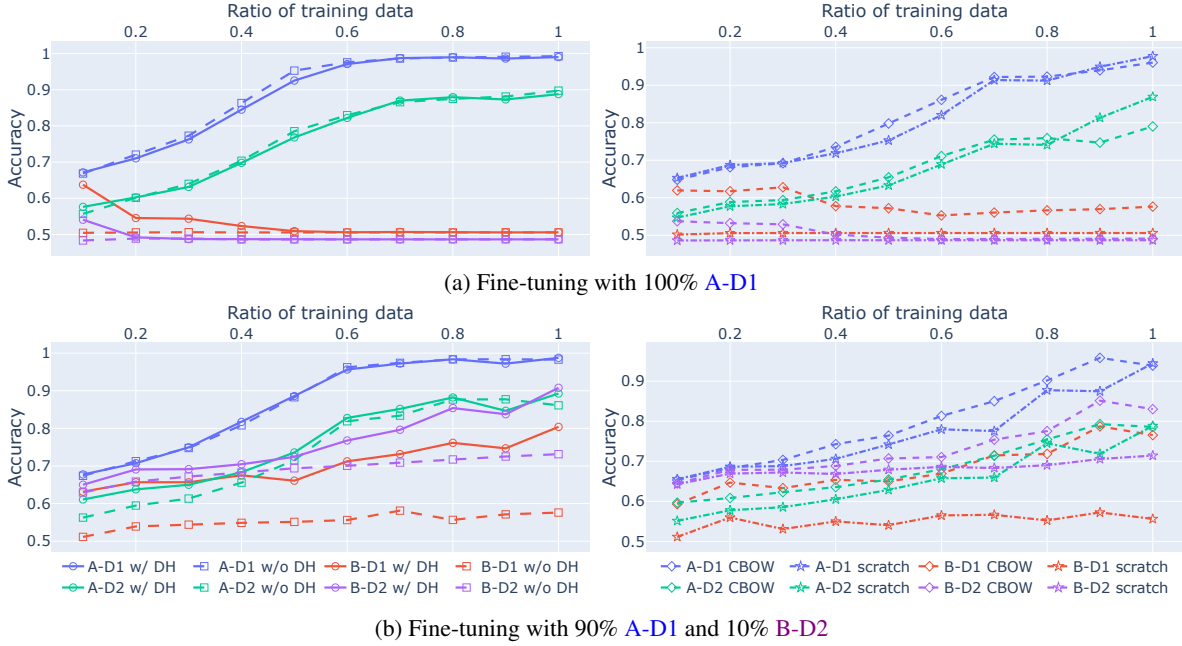 Ratio of training data
Ratio of training data
0.2 0.4 0.6 0.8 1
0.2 0.4 0.6 0.8 1
1
0.9
0.8
0.7
0.6
0.5
Accuracy
0.9
0.8
0.7
0.6
0.5
Accuracy
(a) Fine-tuning with 100% A-D1
Ratio of training data
Ratio of training data
0.2 0.4 0.6 0.8 1
0.2 0.4 0.6 0.8 1
1
0.9
0.8
0.7
0.6
0.5
Accuracy
0.9
0.8
0.7
0.6
0.5
Accuracy
A-D1 w/ DH A-D1 w/o DH B-D1 w/ DH B-D1 w/o DH
A-D2 w/ DH A-D2 w/o DH B-D2 w/ DH B-D2 w/o DH
A-D1 CBOW A-D1 scratch B-D1 CBOW B-D1 scratch
A-D2 CBOW A-D2 scratch B-D2 CBOW B-D2 scratch
(b) Fine-tuning with 90% A-D1 and 10% B-D2